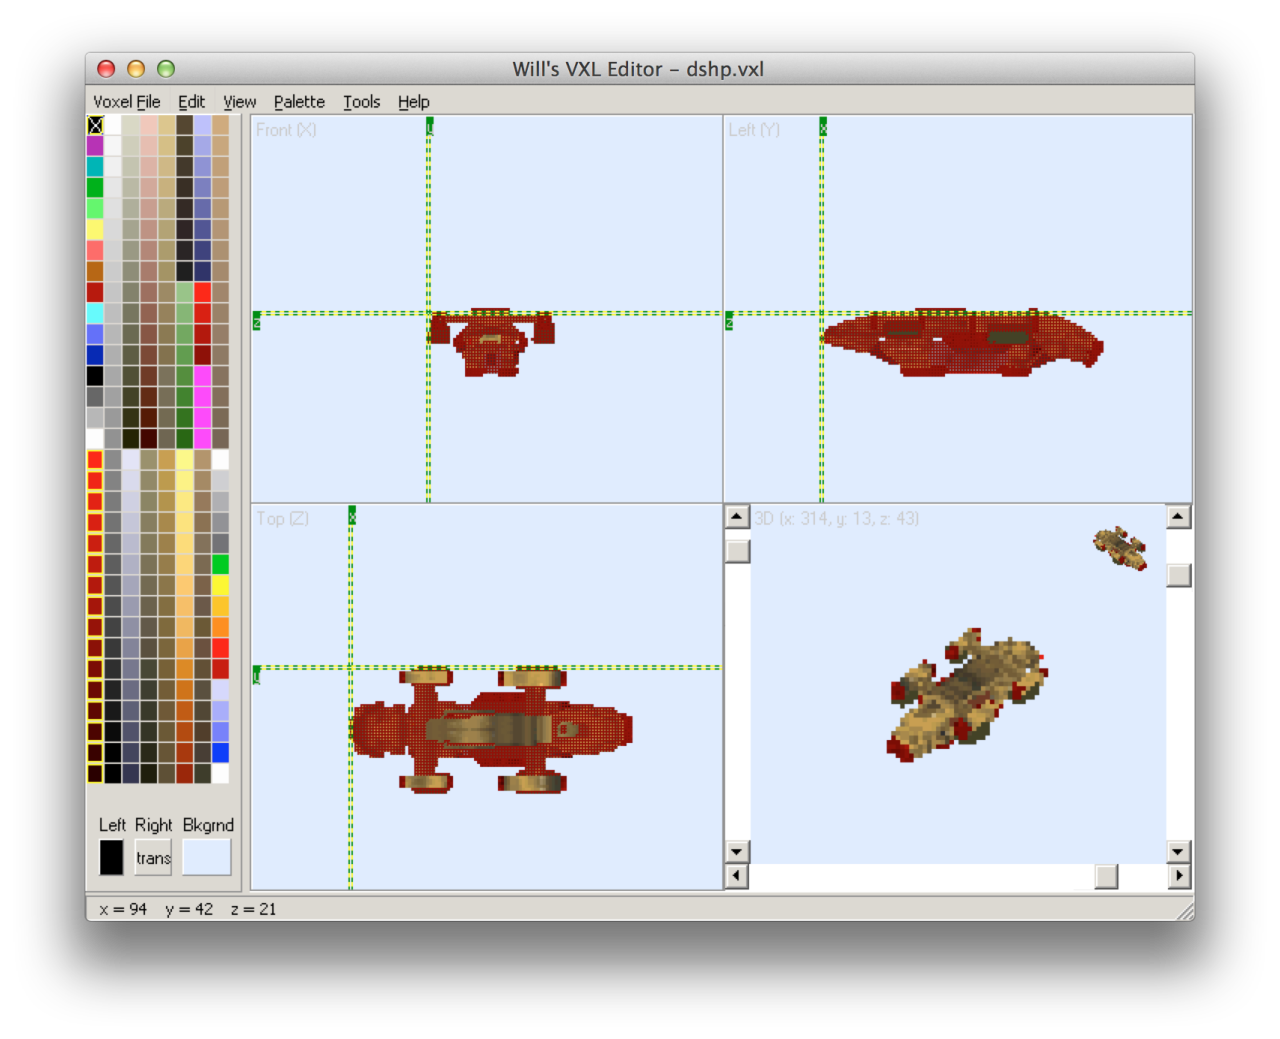 Will's VXL Editor – dshp.vxl
Voxel File Edit View Palette Tools Help
Front (X)
y
z
Left (Y)
x
z
Top (Z)
x
y
3D (x: 314, y: 13, z: 43)
Left Right Bkgrnd
trans
x = 94 y = 42 z = 21